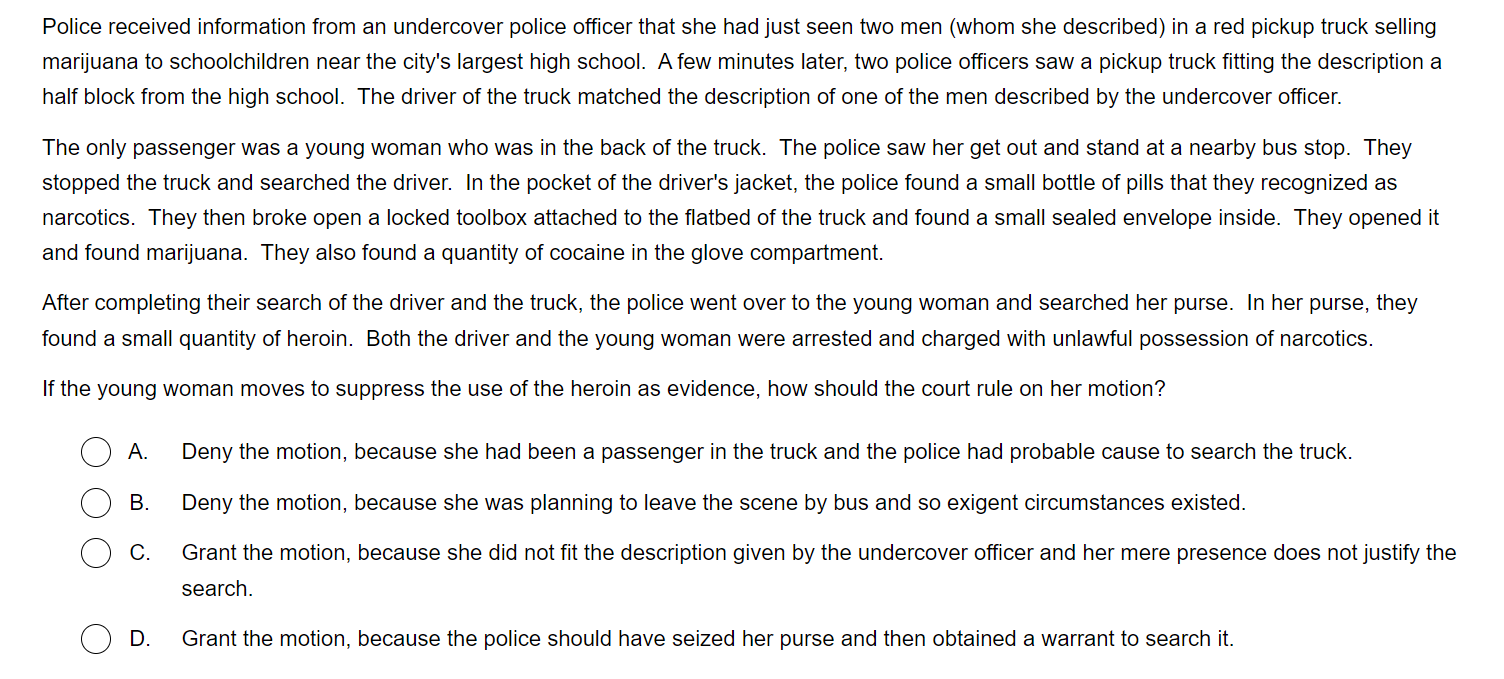 Police received information from an undercover police officer that she had just seen two men (whom she described) in a red pickup truck selling
marijuana to schoolchildren near the city's largest high school.  A few minutes later, two police officers saw a pickup truck fitting the description a
half block from the high school.  The driver of the truck matched the description of one of the men described by the undercover officer.
The only passenger was a young woman who was in the back of the truck.  The police saw her get out and stand at a nearby bus stop.  They
stopped the truck and searched the driver.  In the pocket of the driver's jacket, the police found a small bottle of pills that they recognized as
narcotics.  They then broke open a locked toolbox attached to the flatbed of the truck and found a small sealed envelope inside.  They opened it
and found marijuana.  They also found a quantity of cocaine in the glove compartment.
After completing their search of the driver and the truck, the police went over to the young woman and searched her purse.  In her purse, they
found a small quantity of heroin.  Both the driver and the young woman were arrested and charged with unlawful possession of narcotics.
If the young woman moves to suppress the use of the heroin as evidence, how should the court rule on her motion?
A. Deny the motion, because she had been a passenger in the truck and the police had probable cause to search the truck.
B. Deny the motion, because she was planning to leave the scene by bus and so exigent circumstances existed.
C. Grant the motion, because she did not fit the description given by the undercover officer and her mere presence does not justify the
search.
D. Grant the motion, because the police should have seized her purse and then obtained a warrant to search it.